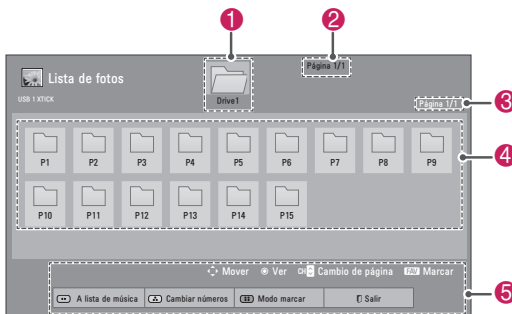 1
2
Página 1/1
Lista de fotos
USB 1 XTICK
Drive1
Página 1/1
3
4
P1 P2 P3 P4 P5 P6 P7 P8 P9
P10 P11 P12 P13 P14 P15
Mover Ver CH Cambio de página FAV Marcar
A lista de música Cambiar números Modo marcar Salir
5